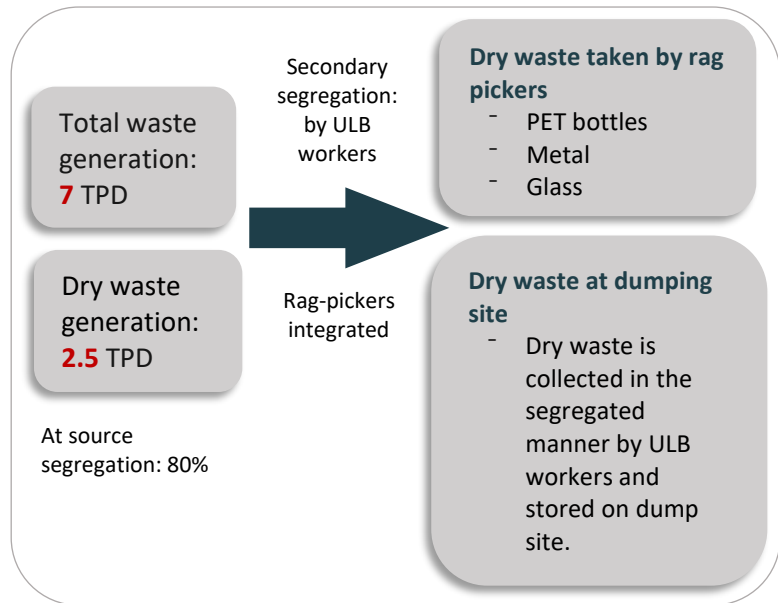 Total waste
generation:
7 TPD
Dry waste
generation:
2.5 TPD
At source
segregation: 80%
Secondary
segregation:
by ULB
workers
Rag-pickers
integrated
Dry waste taken by rag
pickers
- PET bottles
- Metal
- Glass
Dry waste at dumping
site
- Dry waste is
collected in the
segregated
manner by ULB
workers and
stored on dump
site.